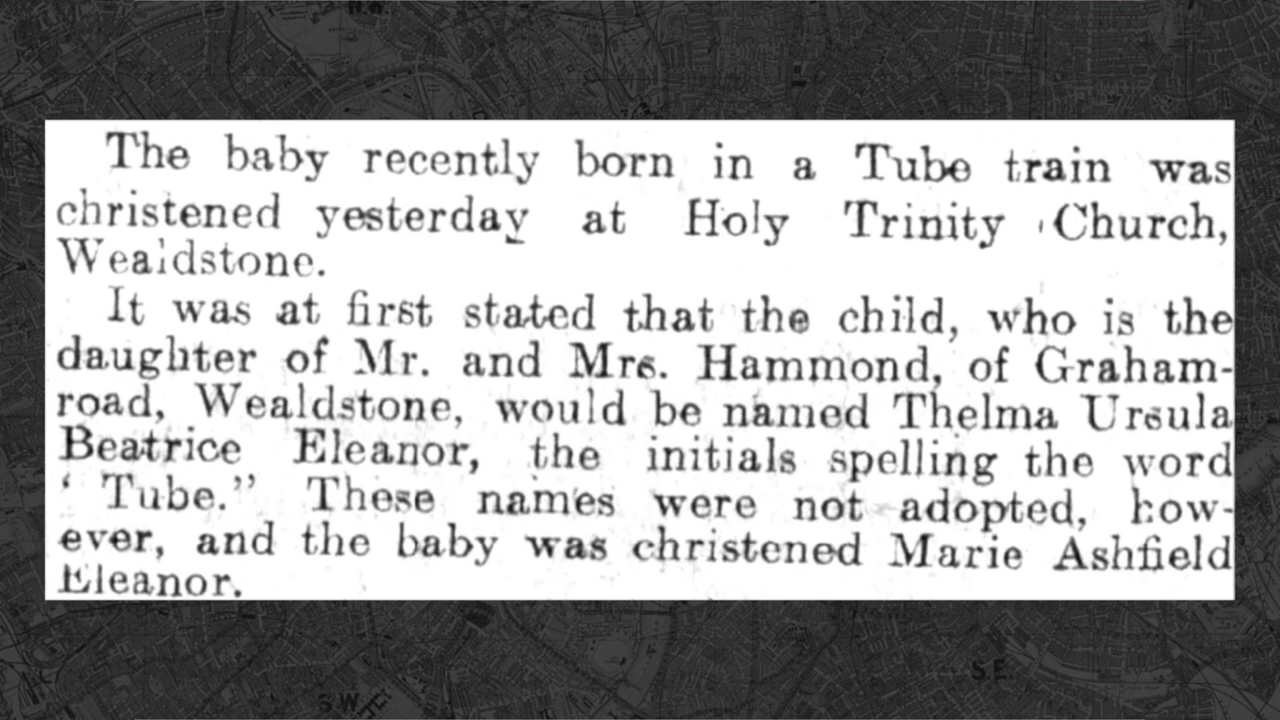 The baby recently born in a Tube train was
christened yesterday at Holy Trinity Church,
Wealdstone.
It was at first stated that the child, who is the
daughter of Mr. and Mrs. Hammond, of Graham-
road, Wealdstone, would be named Thelma Ursula
Beatrice Eleanor, the initials spelling the word
‘ Tube.” These names were not adopted, how-
ever, and the baby was christened Marie Ashfield
Eleanor.
S.W.
S.E.